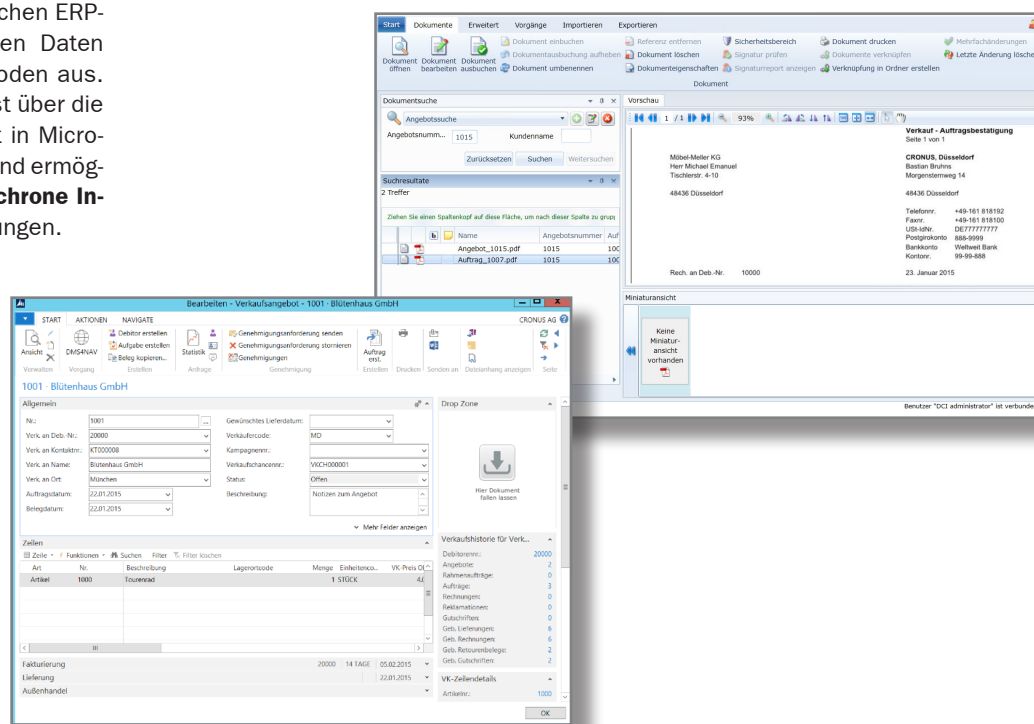 chen ERP-
en Daten
oden aus.
st über die
t in Micro-
nd ermög-
chrone In-
ungen.
Start Dokumente Erweitert Vorgänge Importieren Exportieren
Dokument öffnen
Dokument bearbeiten
Dokument ausbuchen
Dokument einbuchen
Dokumentausbuchung aufheben
Dokument umbenennen
Referenz entfernen
Dokument löschen
Dokumenteigenschaften
Sicherheitsbereich
Signatur prüfen
Signaturreport anzeigen
Dokument drucken
Dokumente verknüpfen
Verknüpfung in Ordner erstellen
Mehrfachänderungen
Letzte Änderung lösche
Dokument
Dokumentsuche
Angebotssuche
Angebotsnumm... 1015 Kundenname
Zurücksetzen Suchen Weitersuchen
Suchresultate
2 Treffer
Ziehen Sie einen Spaltenkopf auf diese Fläche, um nach dieser Spalte zu grupp
Name Angebotsnummer Auf
Angebot_1015.pdf 1015 100
Auftrag_1007.pdf 1015 100
Vorschau
1 / 1 93%
Verkauf - Auftragsbestätigung
Seite 1 von 1
Möbel-Meller KG
Herr Michael Emanuel
Tischlerstr. 4-10
48436 Düsseldorf
CRONUS, Düsseldorf
Bastian Bruhns
Morgensternweg 14
48436 Düsseldorf
Telefonnr. +49-161 818192
Faxnr. +49-161 818100
USt-IdNr. DE777777777
Postgirokonto 888-9999
Bankkonto Weltweit Bank
Kontonr. 99-99-888
Rech. an Deb.-Nr. 10000 23. Januar 2015
Miniaturansicht
Keine
Miniatur-
ansicht
vorhanden
Benutzer "DCI administrator" ist verbunde
Bearbeiten - Verkaufsangebot - 1001 · Blütenhaus GmbH
START AKTIONEN NAVIGATE CRONUS AG
Ansicht
Verwalten
DMS4NAV
Vorgang
Debitor erstellen
Aufgabe erstellen
Beleg kopieren...
Erstellen
Statistik
Anfrage
Genehmigungsanforderung senden
Genehmigungsanforderung stornieren
Genehmigungen
Genehmigung
Auftrag erst.
Erstellen
Drucken
Senden an
Dateianhang anzeigen
Seite
1001 · Blütenhaus GmbH
Allgemein
Nr.: 1001
Verk. an Deb.-Nr.: 20000
Verk. an Kontaktnr.: KT000008
Verk. an Name: Blütenhaus GmbH
Verk. an Ort: München
Auftragsdatum: 22.01.2015
Belegdatum: 22.01.2015
Gewünschtes Lieferdatum:
Verkäufercode: MD
Kampagnennr.:
Verkaufschancennr.: VKCH000001
Status: Offen
Beschreibung: Notizen zum Angebot
Mehr Felder anzeigen
Zeilen
Zeile Funktionen Suchen Filter Filter löschen
Art Nr. Beschreibung Lagerortcode Menge Einheitenco... VK-Preis
Artikel 1000 Tourenrad 1 STÜCK
Fakturierung 20000 14 TAGE 05.02.2015
Lieferung 22.01.2015
Außenhandel
Drop Zone
Hier Dokument
fallen lassen
Verkaufshistorie für Verk...
Debitorennr.: 20000
Angebote: 2
Rahmenaufträge: 0
Aufträge: 3
Rechnungen: 0
Reklamationen: 0
Gutschriften: 0
Geb. Lieferungen: 6
Geb. Rechnungen: 6
Geb. Retourenbelege: 2
Geb. Gutschriften: 2
VK-Zeilendetails
Artikelnr.: 1000
OK